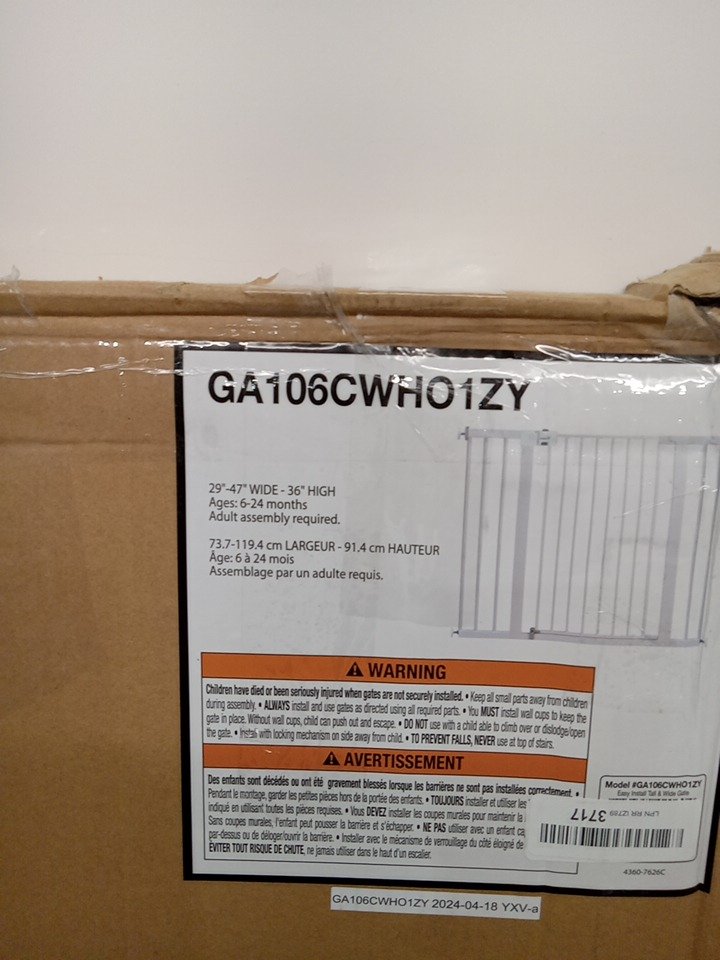 GA106CWHO1ZY
29"-47" WIDE - 36" HIGH
Ages: 6-24 months
Adult assembly required.
73.7-119.4 cm LARGEUR - 91.4 cm HAUTEUR
Âge: 6 à 24 mois
Assemblage par un adulte requis.
WARNING
Children have died or been seriously injured when gates are not securely installed. • Keep all small parts away from children
during assembly. • ALWAYS install and use gates as directed using all required parts. • You MUST install wall cups to keep the
gate in place. Without wall cups, child can push out and escape. • DO NOT use with a child able to climb over or dislodge/open
the gate. • Install with locking mechanism on side away from child. • TO PREVENT FALLS, NEVER use at top of stairs.
AVERTISSEMENT
Des enfants sont décédés ou ont été gravement blessés lorsque les barrières ne sont pas installées correctement. •
Pendant le montage, garder les petites pièces hors de la portée des enfants. • TOUJOURS installer et utiliser les
indiqué en utilisant toutes les pièces requises. • Vous DEVEZ installer les coupes murales pour maintenir la
Sans coupes murales, l'enfant peut pousser la barrière et s'échapper. • NE PAS utiliser avec un enfant
par-dessus ou de déloger/ouvrir la barrière. • Installer avec le mécanisme de verrouillage du côté éloigné de
ÉVITER TOUT RISQUE DE CHUTE, ne jamais utiliser dans le haut d'un escalier.
Model #GA106CWHO1ZY
Easy Install Tall & Wide Gate
LPN RR IZ789
3717
4360-7626C
GA106CWHO1ZY 2024-04-18 YXV-a